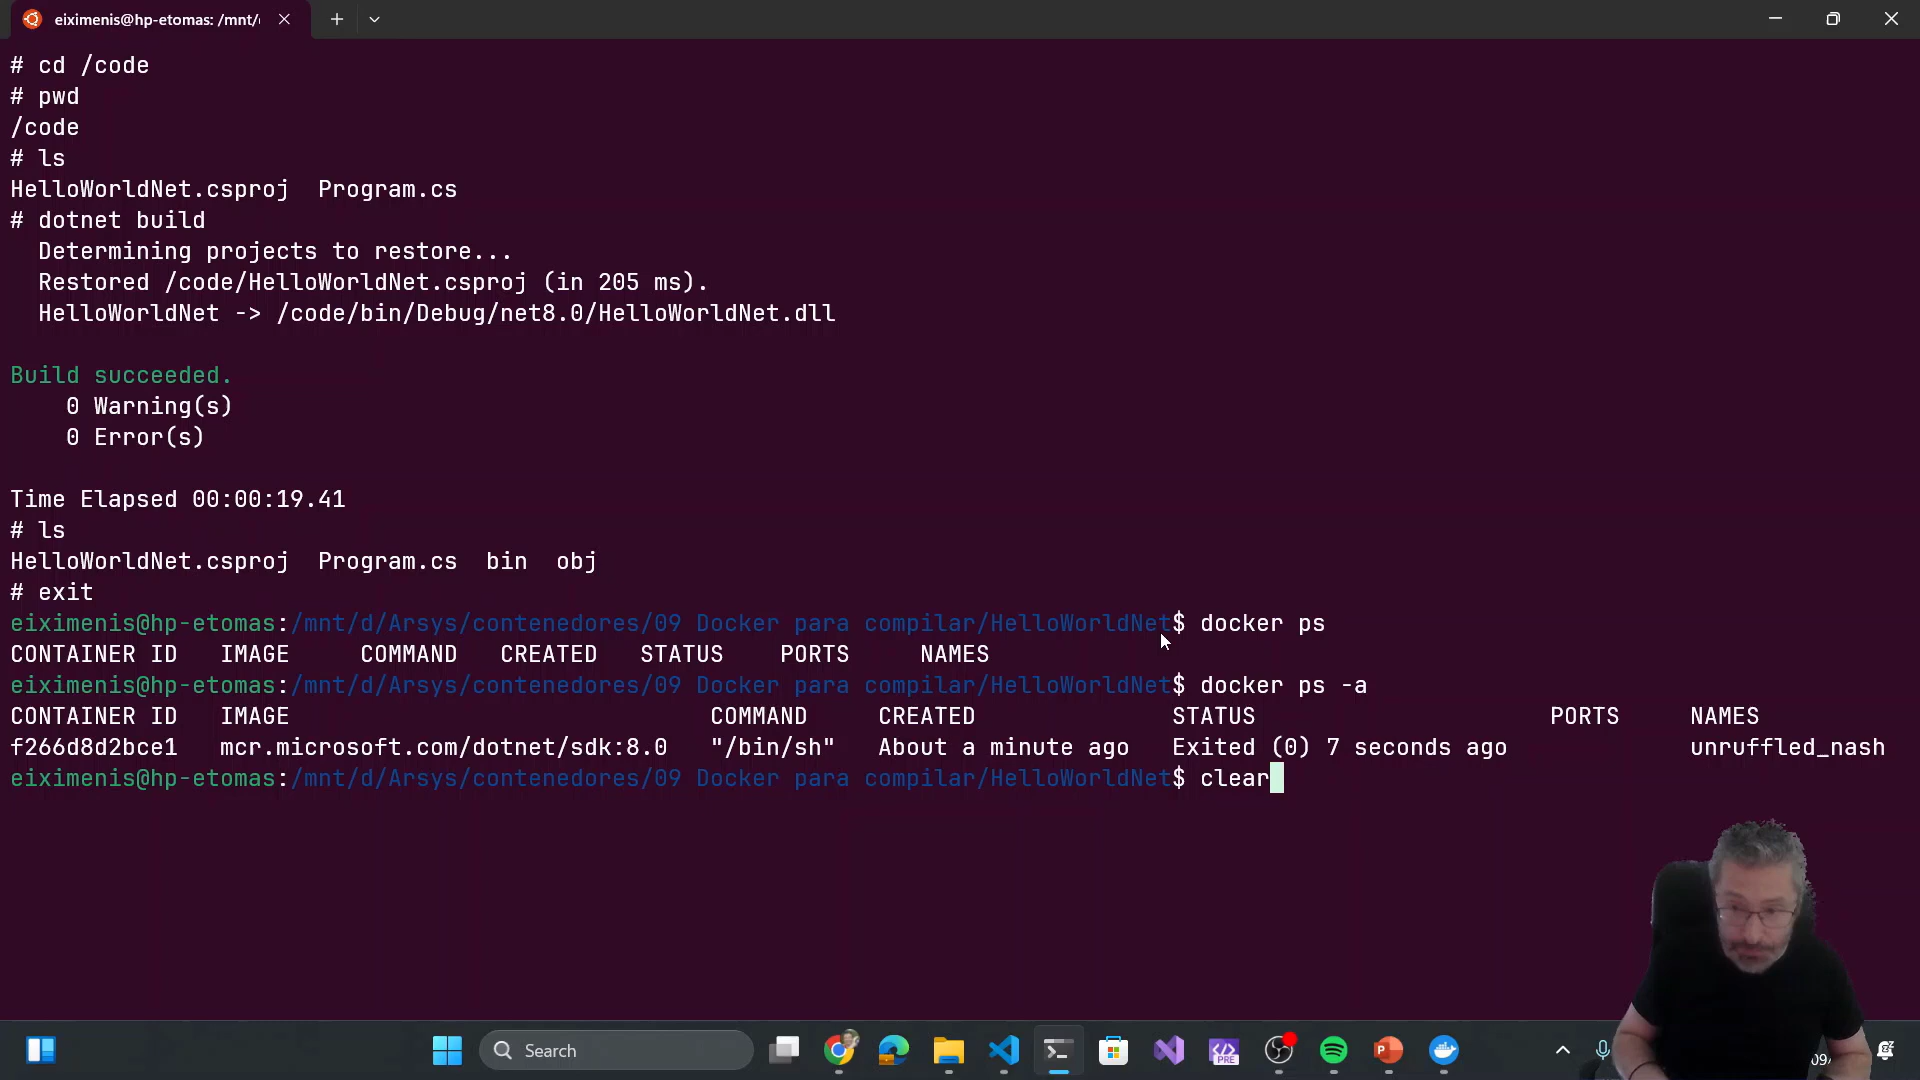 eiximenis@hp-etomas: /mnt/
# cd /code
# pwd
/code
# ls
HelloWorldNet.csproj  Program.cs
# dotnet build
  Determining projects to restore...
  Restored /code/HelloWorldNet.csproj (in 205 ms).
  HelloWorldNet -> /code/bin/Debug/net8.0/HelloWorldNet.dll
Build succeeded.
    0 Warning(s)
    0 Error(s)
Time Elapsed 00:00:19.41
# ls
HelloWorldNet.csproj  Program.cs  bin  obj
# exit
eiximenis@hp-etomas:/mnt/d/Arsys/contenedores/09 Docker para compilar/HelloWorldNet$ docker ps
CONTAINER ID   IMAGE     COMMAND   CREATED   STATUS    PORTS     NAMES
eiximenis@hp-etomas:/mnt/d/Arsys/contenedores/09 Docker para compilar/HelloWorldNet$ docker ps -a
CONTAINER ID   IMAGE                              COMMAND     CREATED              STATUS                     PORTS     NAMES
f266d8d2bce1   mcr.microsoft.com/dotnet/sdk:8.0   "/bin/sh"   About a minute ago   Exited (0) 7 seconds ago             unruffled_nash
eiximenis@hp-etomas:/mnt/d/Arsys/contenedores/09 Docker para compilar/HelloWorldNet$ clear
Search
PRE
P
09